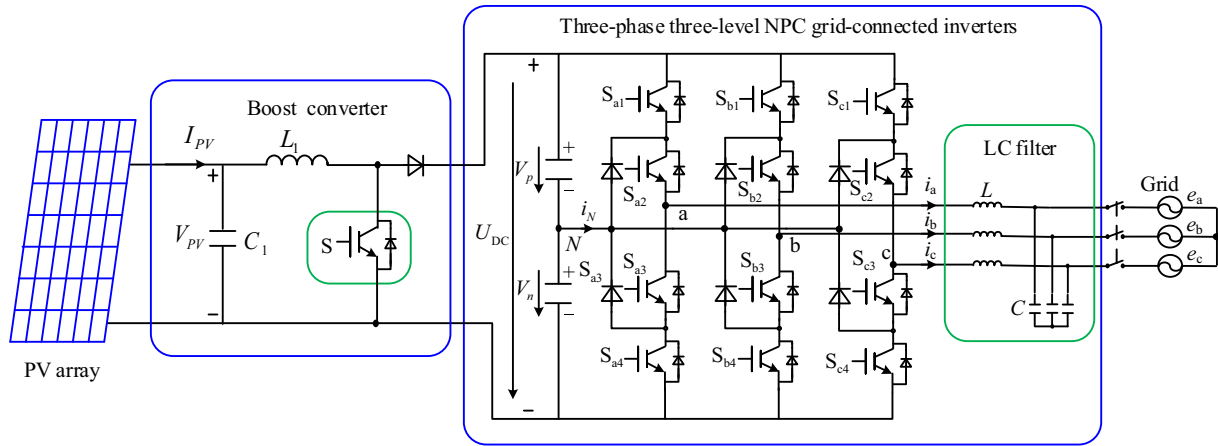 Three-phase three-level NPC grid-connected inverters
Boost converter
I_PV
L_1
+
V_PV
C_1
−
S
PV array
+
U_DC
−
V_p
+
−
i_N
N
V_n
+
−
S_a1
S_b1
S_c1
S_a2
S_b2
S_c2
a
b
c
S_a3
S_a3
S_b3
S_c3
S_a4
S_b4
S_c4
i_a
i_b
i_c
LC filter
L
C
Grid
e_a
e_b
e_c